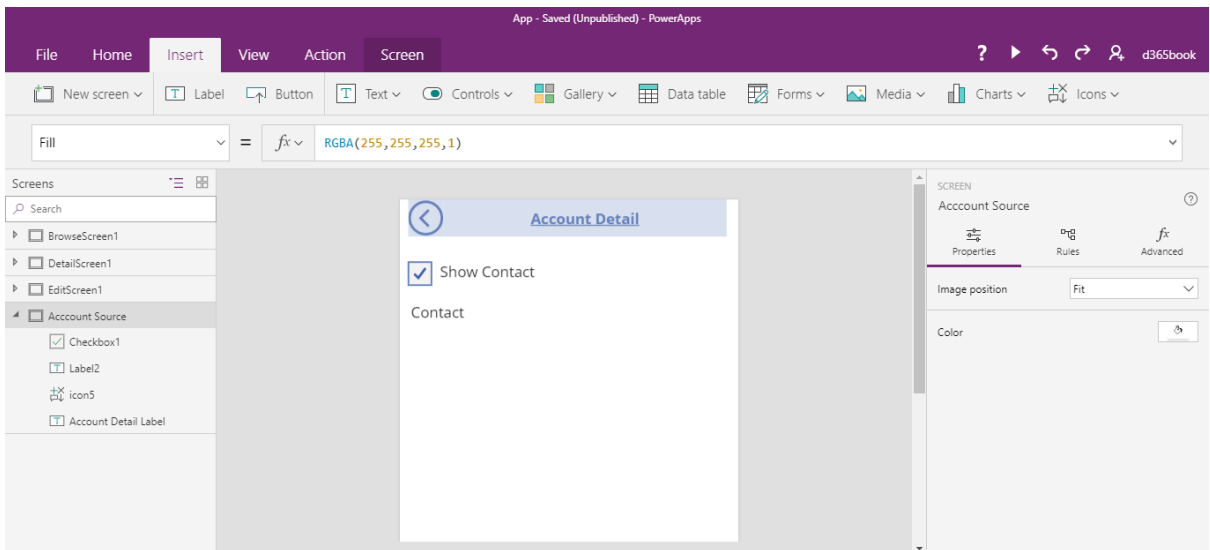 App - Saved (Unpublished) - PowerApps
File Home Insert View Action Screen ? d365book
New screen Label Button Text Controls Gallery Data table Forms Media Charts Icons
Fill = fx RGBA(255,255,255,1)
Screens
Search
BrowseScreen1
DetailScreen1
EditScreen1
Acccount Source
Checkbox1
Label2
icon5
Account Detail Label
Account Detail
Show Contact
Contact
SCREEN
Acccount Source
Properties Rules Advanced
Image position Fit
Color